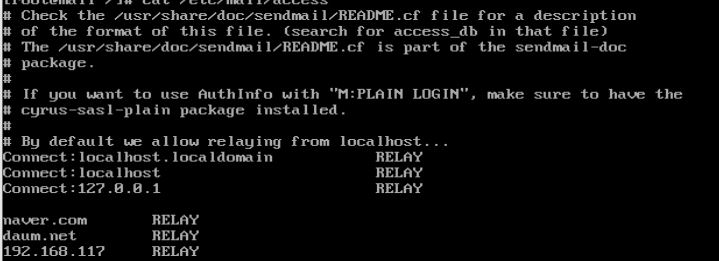 [root@mail /]# cat /etc/mail/access
# Check the /usr/share/doc/sendmail/README.cf file for a description
# of the format of this file. (search for access_db in that file)
# The /usr/share/doc/sendmail/README.cf is part of the sendmail-doc
# package.
#
# If you want to use AuthInfo with "M:PLAIN LOGIN", make sure to have the
# cyrus-sasl-plain package installed.
#
# By default we allow relaying from localhost...
Connect:localhost.localdomain RELAY
Connect:localhost RELAY
Connect:127.0.0.1 RELAY
naver.com RELAY
daum.net RELAY
192.168.117 RELAY